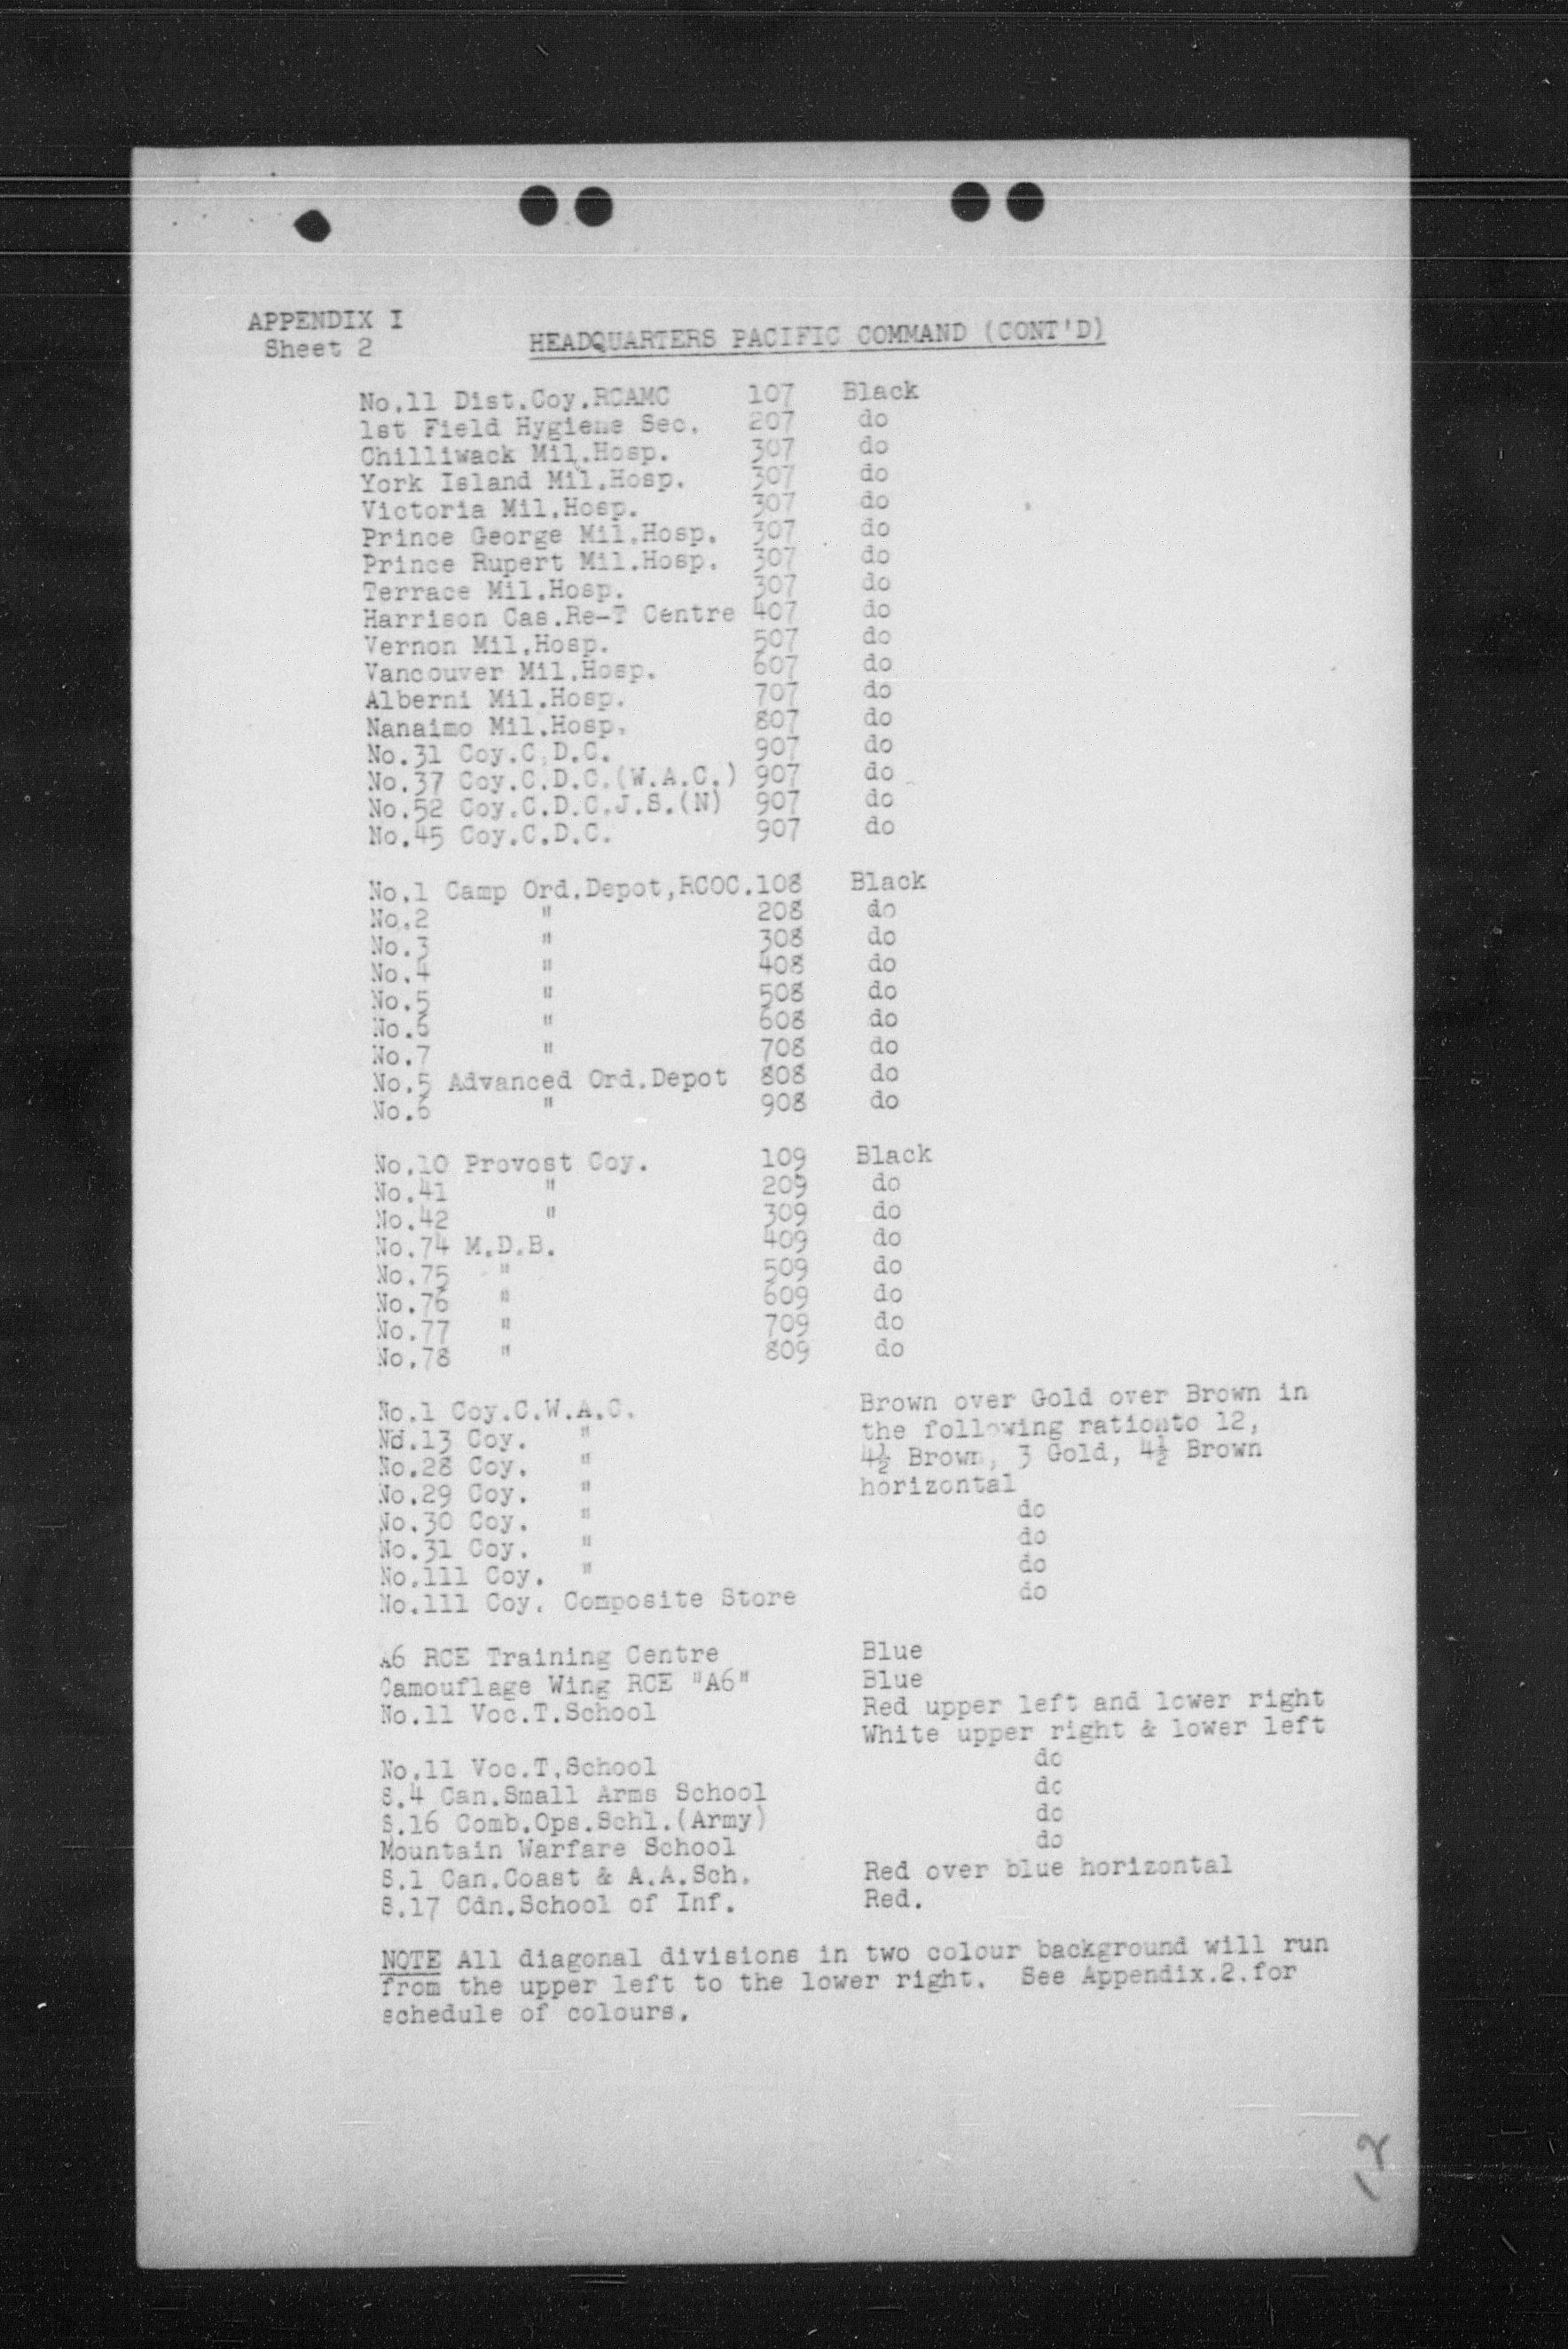 APPENDIX I
Sheet 2
HEADQUARTERS PACIFIC COMMAND (CONT'D)
No.11 Dist.Coy.RCAMC 107 Black
1st Field Hygiene Sec. 207 do
Chilliwack Mil.Hosp. 307 do
York Island Mil.Hosp. 307 do
Victoria Mil.Hosp. 307 do
Prince George Mil.Hosp. 307 do
Prince Rupert Mil.Hosp. 307 do
Terrace Mil.Hosp. 307 do
Harrison Cas.Re-T Centre 407 do
Vernon Mil.Hosp. 507 do
Vancouver Mil.Hosp. 607 do
Alberni Mil.Hosp. 707 do
Nanaimo Mil.Hosp. 807 do
No.31 Coy.C.D.C. 907 do
No.37 Coy.C.D.C.(W.A.C.) 907 do
No.52 Coy.C.D.C.J.S.(N) 907 do
No.45 Coy.C.D.C. 907 do
No.1 Camp Ord.Depot,RCOC.108 Black
No.2 " 208 do
No.3 " 308 do
No.4 " 408 do
No.5 " 508 do
No.6 " 608 do
No.7 " 708 do
No.5 Advanced Ord.Depot 808 do
No.6 " 908 do
No.10 Provost Coy. 109 Black
No.41 " 209 do
No.42 " 309 do
No.74 M.D.B. 409 do
No.75 " 509 do
No.76 " 609 do
No.77 " 709 do
No.78 " 809 do
No.1 Coy.C.W.A.C. Brown over Gold over Brown in
No.13 Coy. " the following rationto 12,
No.28 Coy. " 4½ Brown, 3 Gold, 4½ Brown
No.29 Coy. " horizontal
No.30 Coy. " do
No.31 Coy. " do
No.111 Coy. " do
No.111 Coy. Composite Store do
A6 RCE Training Centre Blue
Camouflage Wing RCE "A6" Blue
No.11 Voc.T.School Red upper left and lower right
White upper right & lower left
No.11 Voc.T.School do
S.4 Can.Small Arms School do
S.16 Comb.Ops.Schl.(Army) do
Mountain Warfare School do
S.1 Can.Coast & A.A.Sch. Red over blue horizontal
S.17 Cdn.School of Inf. Red.
NOTE All diagonal divisions in two colour background will run
from the upper left to the lower right. See Appendix.2.for
schedule of colours.
12